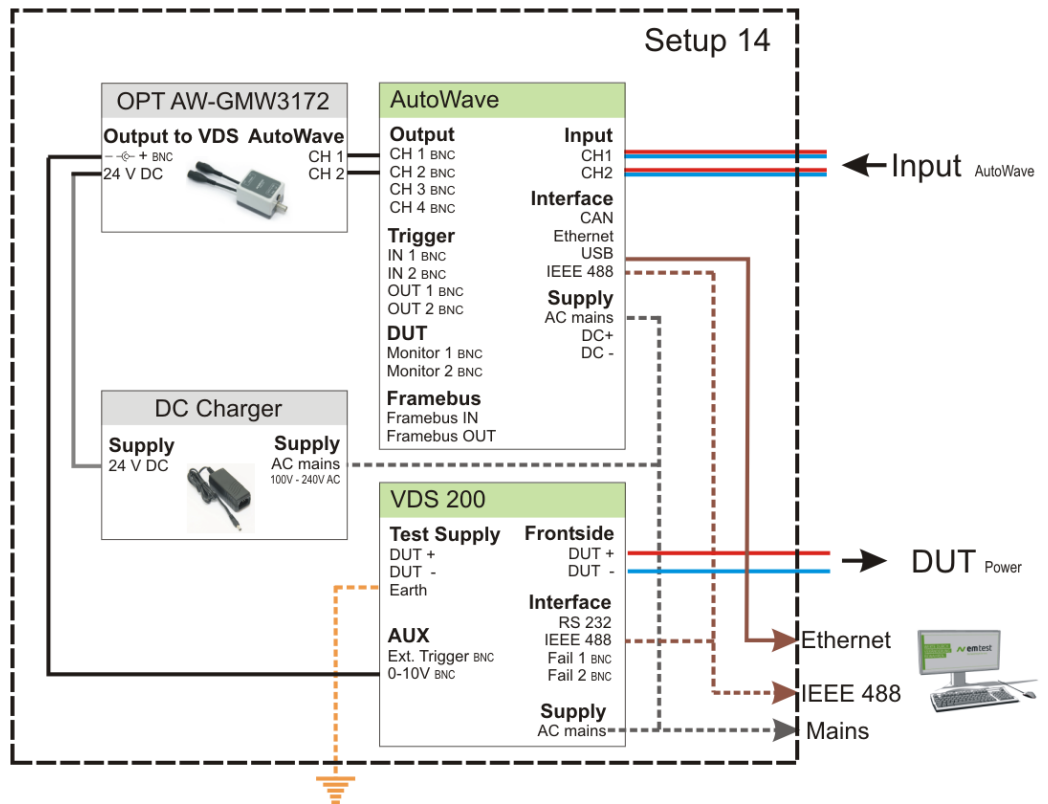 Setup 14
OPT AW-GMW3172
Output to VDS AutoWave
+ BNC CH 1
24 V DC CH 2
AutoWave
Output
CH 1 BNC
CH 2 BNC
CH 3 BNC
CH 4 BNC
Trigger
IN 1 BNC
IN 2 BNC
OUT 1 BNC
OUT 2 BNC
DUT
Monitor 1 BNC
Monitor 2 BNC
Framebus
Framebus IN
Framebus OUT
Input
CH1
CH2
Interface
CAN
Ethernet
USB
IEEE 488
Supply
AC mains
DC+
DC -
Input AutoWave
DC Charger
Supply
24 V DC
Supply
AC mains
100V - 240V AC
VDS 200
Test Supply
DUT +
DUT -
Earth
AUX
Ext. Trigger BNC
0-10V BNC
Frontside
DUT +
DUT -
Interface
RS 232
IEEE 488
Fail 1 BNC
Fail 2 BNC
Supply
AC mains
DUT Power
Ethernet
IEEE 488
Mains
emtest